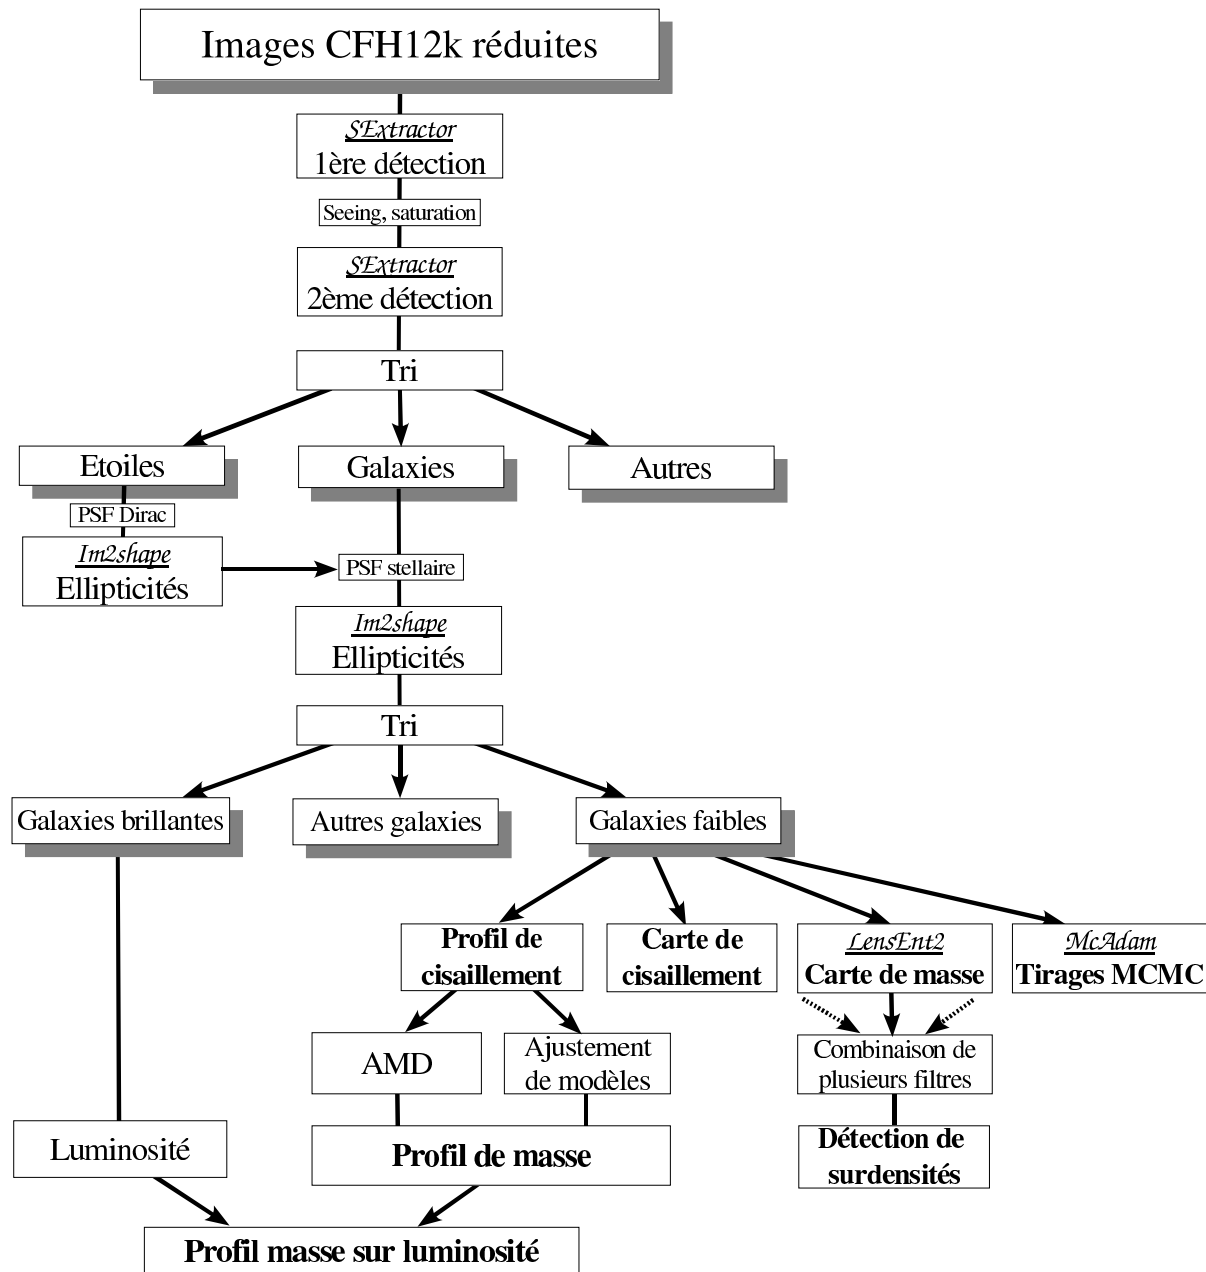 Images CFH12k réduites
SExtractor
1ère détection
Seeing, saturation
SExtractor
2ème détection
Tri
Etoiles
Galaxies
Autres
PSF Dirac
Im2shape
Ellipticités
PSF stellaire
Im2shape
Ellipticités
Tri
Galaxies brillantes
Autres galaxies
Galaxies faibles
Profil de
cisaillement
Carte de
cisaillement
LensEnt2
Carte de masse
McAdam
Tirages MCMC
AMD
Ajustement
de modèles
Combinaison de
plusieurs filtres
Luminosité
Profil de masse
Détection de
surdensités
Profil masse sur luminosité